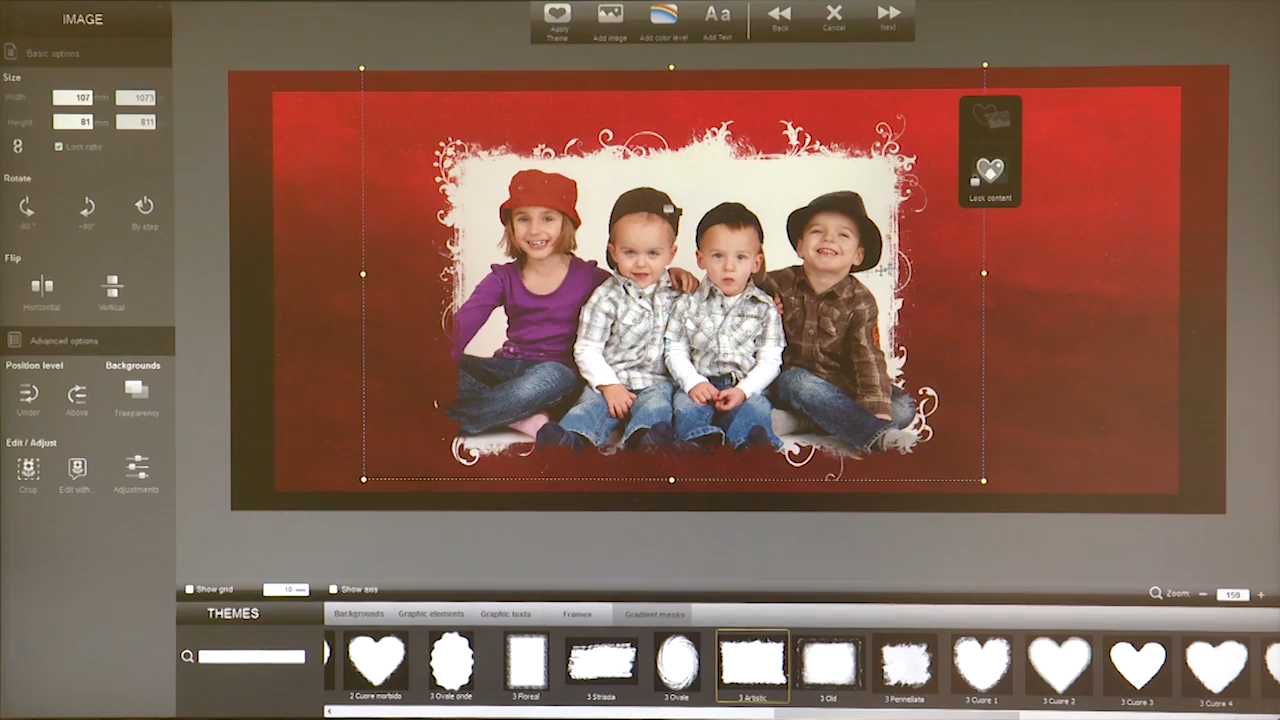 IMAGE
Basic options
Size
Width 107 mm 1073
Height 81 mm 811
Lock ratio
Rotate
-90 ° +90° By step
Flip
Horizontal Vertical
Advanced options
Position level Backgrounds
Under Above Trasparency
Edit / Adjust
Crop Edit with... Adjustments
Apply Theme
Add image
Add color level
Aa
Add Text
Back
Cancel
Next
Lock content
Show grid 10 mm Show axis
Zoom: 159
THEMES
Backgrounds Graphic elements Graphic texts Frames Gradient masks
2 Cuore morbido 3 Ovale onde 3 Floreal 3 Striscia 3 Ovale 3 Artistic 3 Old 3 Pennellata 3 Cuore 1 3 Cuore 2 3 Cuore 3 3 Cuore 4